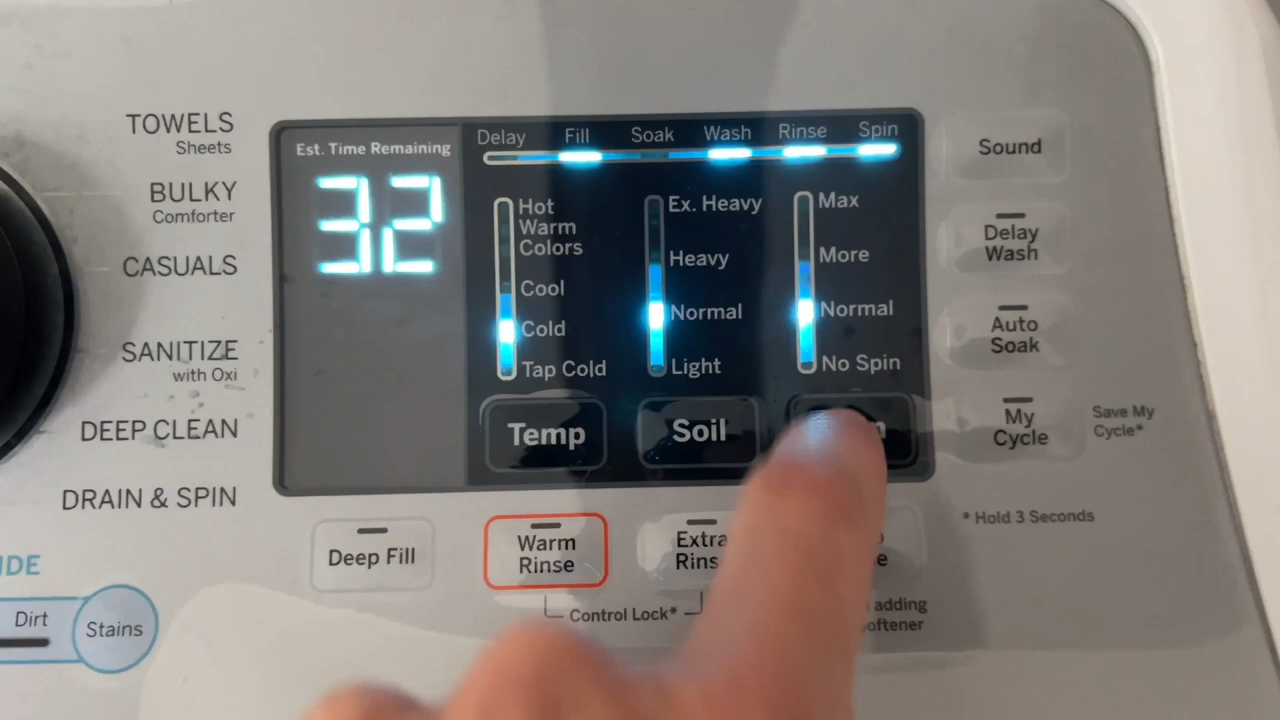 TOWELS
Sheets
BULKY
Comforter
CASUALS
SANITIZE
with Oxi
DEEP CLEAN
DRAIN & SPIN
Dirt
Stains
Est. Time Remaining
32
Delay Fill Soak Wash Rinse Spin
Hot
Warm
Colors
Cool
Cold
Tap Cold
Ex. Heavy
Heavy
Normal
Light
Max
More
Normal
No Spin
Temp
Soil
Deep Fill
Warm
Rinse
Extra
Control Lock*
adding
Sound
Delay
Wash
Auto
Soak
My
Cycle
Save My
Cycle*
* Hold 3 Seconds